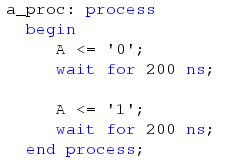 a_proc: process
begin
A <= '0';
wait for 200 ns;
A <= '1';
wait for 200 ns;
end process;